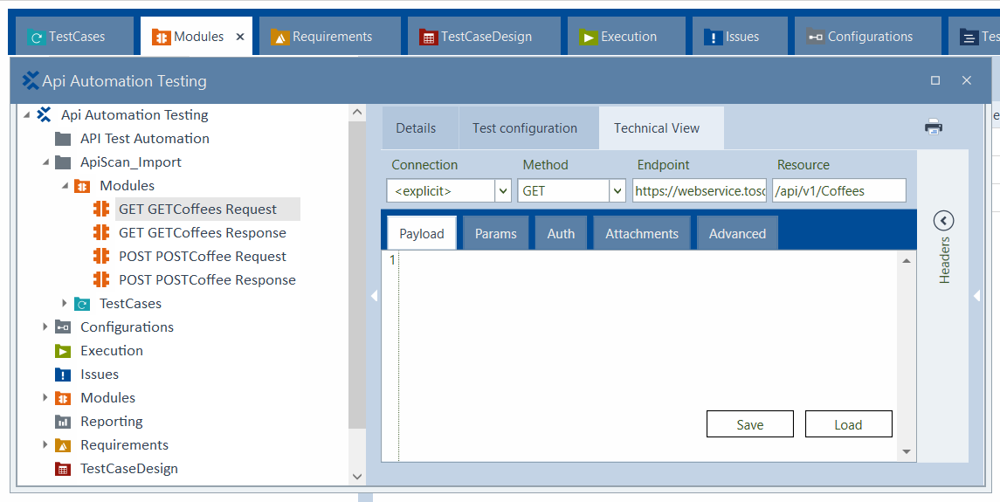 TestCases Modules Requirements TestCaseDesign Execution Issues Configurations
Api Automation Testing
Api Automation Testing
API Test Automation
ApiScan_Import
Modules
GET GETCoffees Request
GET GETCoffees Response
POST POSTCoffee Request
POST POSTCoffee Response
TestCases
Configurations
Execution
Issues
Modules
Reporting
Requirements
TestCaseDesign
Details Test configuration Technical View
Connection Method Endpoint Resource
<explicit> GET https://webservice.tosc /api/v1/Coffees
Payload Params Auth Attachments Advanced
1
Save Load
Headers